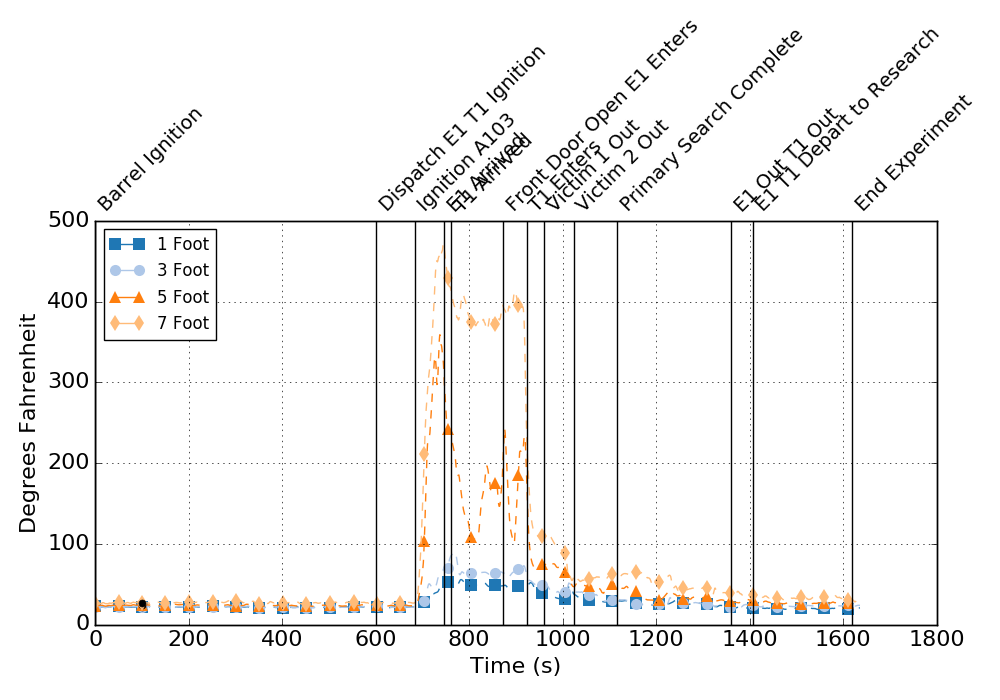 Barrel Ignition
Dispatch E1 T1 Ignition
Ignition A103
E1 Arrived
T1 Arrived
Front Door Open E1 Enters
T1 Enters
Victim 1 Out
Victim 2 Out
Primary Search Complete
E1 Out T1 Out
E1 T1 Depart to Research
End Experiment
500
400
300
200
100
0
Degrees Fahrenheit
1 Foot
3 Foot
5 Foot
7 Foot
0 200 400 600 800 1000 1200 1400 1600 1800
Time (s)